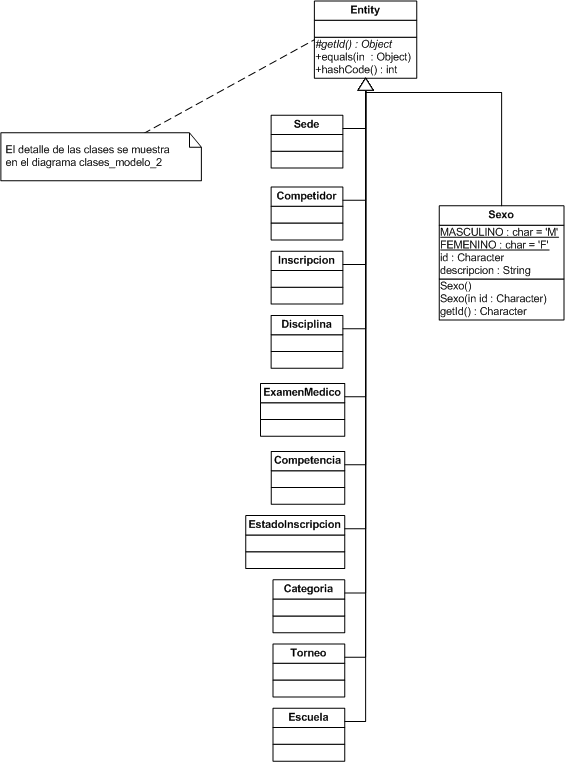 Entity
#getId() : Object
+equals(in  : Object)
+hashCode() : int
El detalle de las clases se muestra
en el diagrama clases_modelo_2
Sede
Competidor
Inscripcion
Disciplina
ExamenMedico
Competencia
EstadoInscripcion
Categoria
Torneo
Escuela
Sexo
MASCULINO : char = 'M'
FEMENINO : char = 'F'
id : Character
descripcion : String
Sexo()
Sexo(in id : Character)
getId() : Character